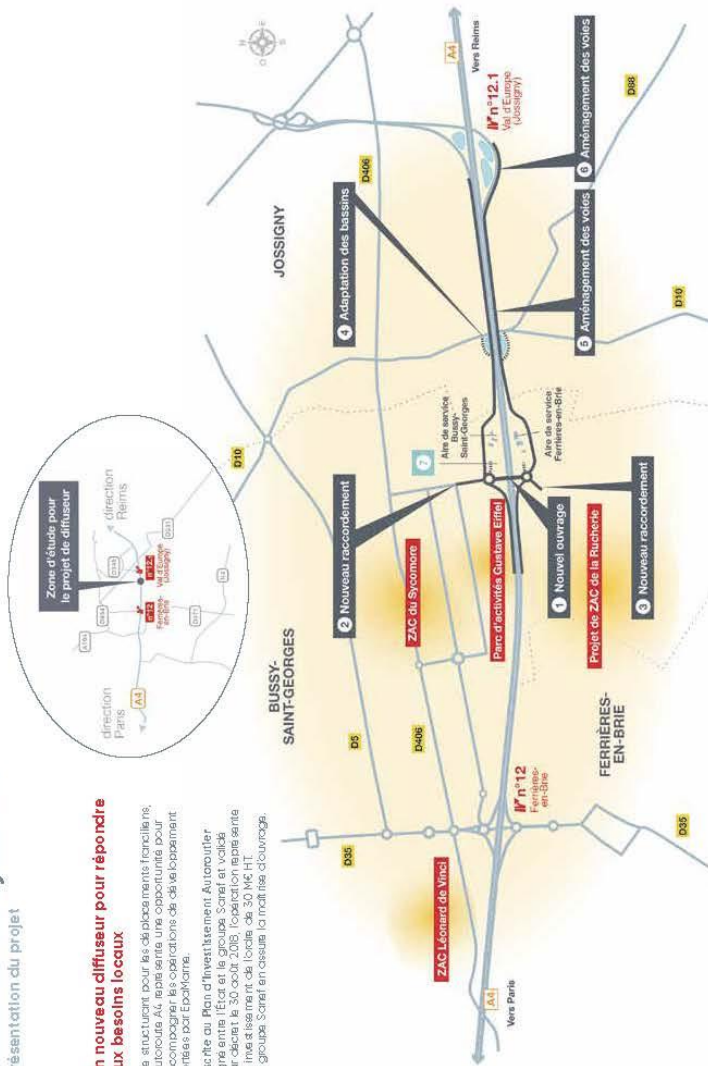 résentation du projet
n nouveau diffuseur pour répondre
ux besoins locaux
e structurant pour les déplacements franciliens,
utoroute A4 représente une opportunité pour
compagner les opérations de développement
rtées par EpaMarne.
scrite au Plan d'Investissement Autoroutier
gné entre l'État et le groupe Sanef et validé
r décret le 30 août 2018, l'opération représente
investissement de l'ordre de 30 M€ HT.
groupe Sanef en assure la maîtrise d'ouvrage.
Zone d'étude pour
le projet de diffuseur
direction
Paris
direction
Reims
A4
n°12
Ferrières-
en-Brie
n°12.1
Val d'Europe
(Jossigny)
N
BUSSY-
SAINT-GEORGES
JOSSIGNY
FERRIÈRES-
EN-BRIE
D10
D5
D406
D406
D35
D35
D10
D88
2 Nouveau raccordement
4 Adaptation des bassins
ZAC du Sycomore
ZAC Léonard de Vinci
Parc d'activités Gustave Eiffel
Projet de ZAC de la Rucherie
7
Aire de service
Bussy-
Saint-Georges
Aire de service
Ferrières-en-Brie
1 Nouvel ouvrage
3 Nouveau raccordement
5 Aménagement des voies
6 Aménagement des voies
n°12
Ferrières-
en-Brie
n°12.1
Val d'Europe
(Jossigny)
A4
Vers Paris
A4
Vers Reims